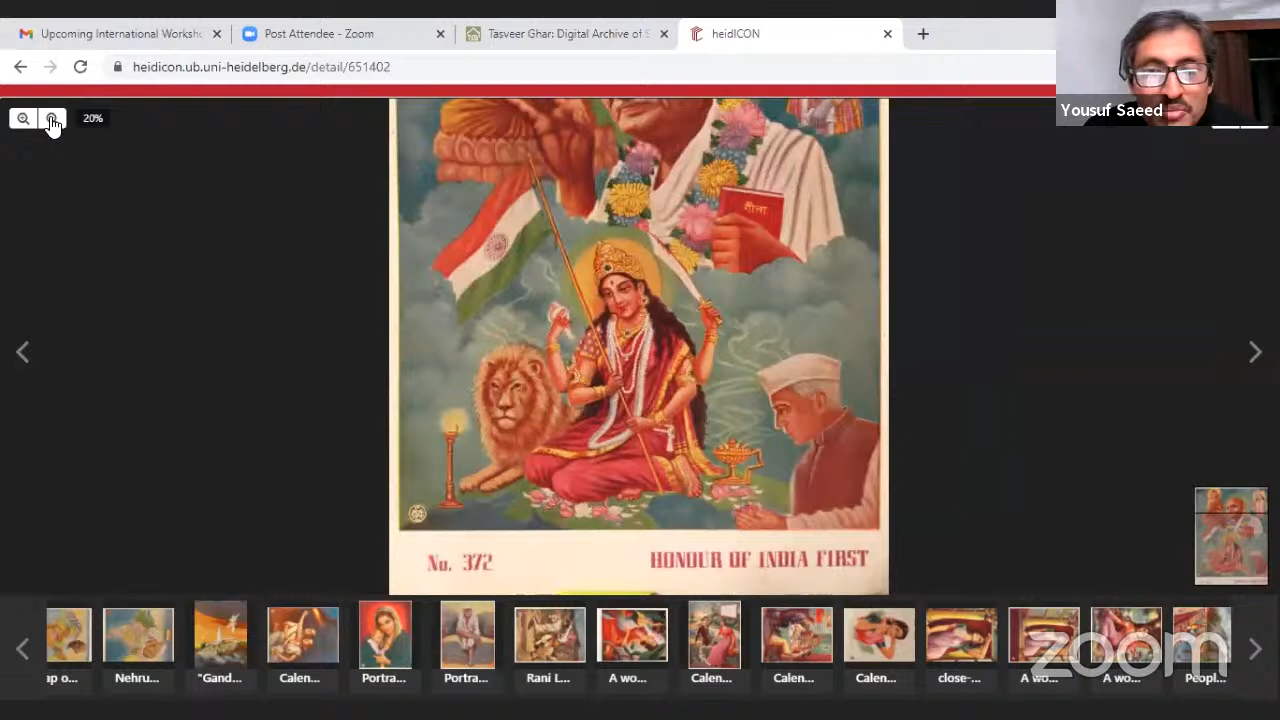 Upcoming International Worksh
Post Attendee - Zoom
Tasveer Ghar: Digital Archive of S
heidICON
heidicon.ub.uni-heidelberg.de/detail/651402
Yousuf Saeed
20%
गीता
No. 372
HONOUR OF INDIA FIRST
ap o...
Nehru...
"Gand...
Calen...
Portra...
Portra...
Rani L...
A wo...
Calen...
Calen...
Calen...
close-...
A wo...
A wo...
Peopl...
zoom